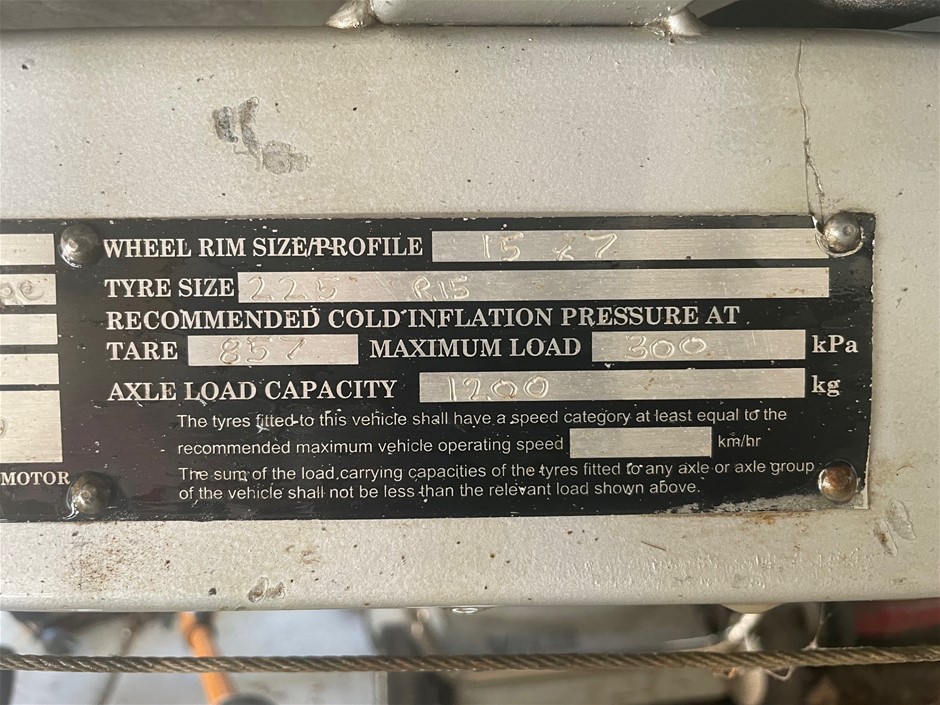 WHEEL RIM SIZE/PROFILE 15 x 7
TYRE SIZE 225 R15
RECOMMENDED COLD INFLATION PRESSURE AT
TARE 857 MAXIMUM LOAD 300 kPa
AXLE LOAD CAPACITY 1200 kg
The tyres fitted to this vehicle shall have a speed category at least equal to the
recommended maximum vehicle operating speed km/hr
MOTOR The sum of the load carrying capacities of the tyres fitted to any axle or axle group
of the vehicle shall not be less than the relevant load shown above.